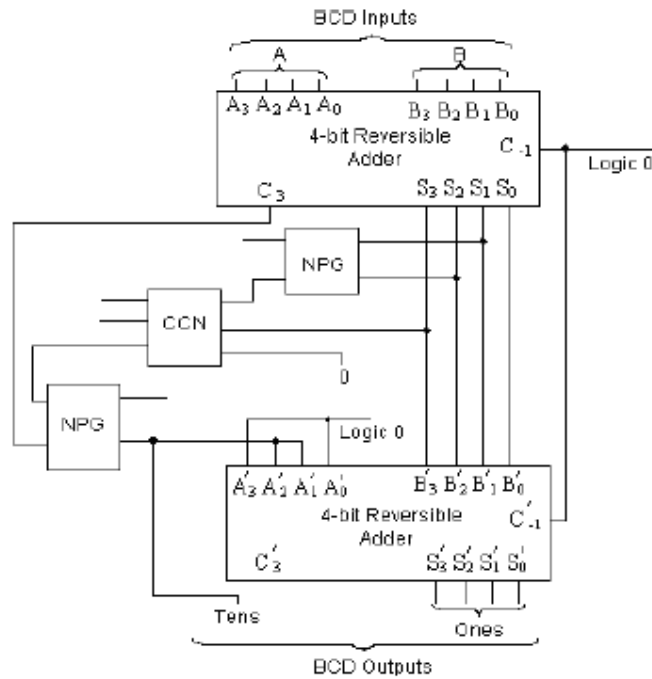 BCD Inputs
A B
A3 A2 A1 A0 B3 B2 B1 B0
4-bit Reversible
Adder
C-1
Logic 0
C3 S3 S2 S1 S0
NPG
CCN
0
NPG
Logic 0
A'3 A'2 A'1 A'0 B'3 B'2 B'1 B'0
4-bit Reversible
Adder
C'-1
C'3 S'3 S'2 S'1 S'0
Tens Ones
BCD Outputs